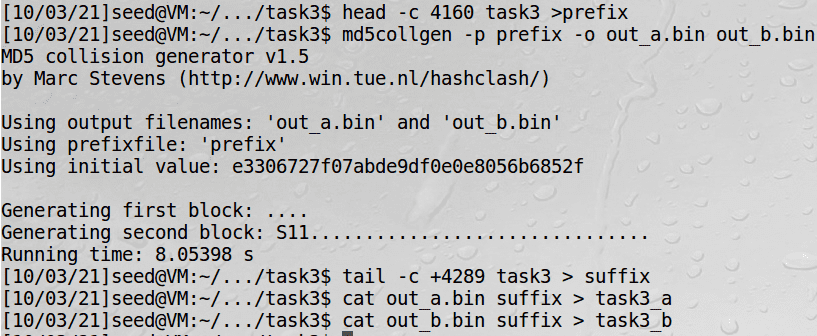 [10/03/21]seed@VM:~/.../task3$ head -c 4160 task3 >prefix
[10/03/21]seed@VM:~/.../task3$ md5collgen -p prefix -o out_a.bin out_b.bin
MD5 collision generator v1.5
by Marc Stevens (http://www.win.tue.nl/hashclash/)

Using output filenames: 'out_a.bin' and 'out_b.bin'
Using prefixfile: 'prefix'
Using initial value: e3306727f07abde9df0e0e8056b6852f

Generating first block: ....
Generating second block: S11...............................
Running time: 8.05398 s
[10/03/21]seed@VM:~/.../task3$ tail -c +4289 task3 > suffix
[10/03/21]seed@VM:~/.../task3$ cat out_a.bin suffix > task3_a
[10/03/21]seed@VM:~/.../task3$ cat out_b.bin suffix > task3_b